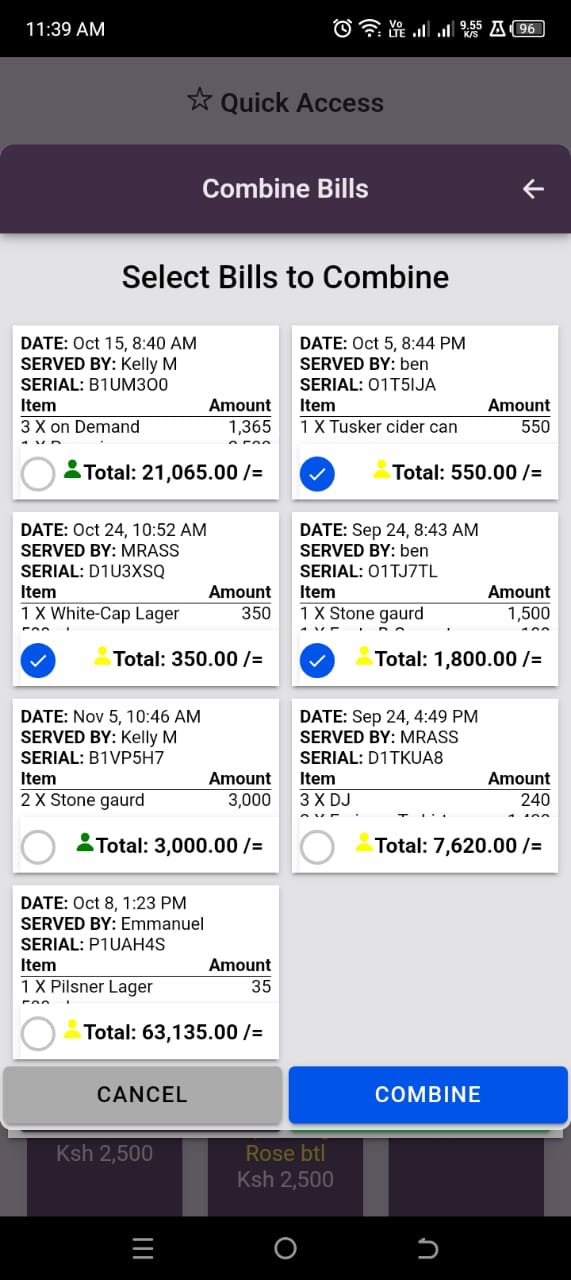 11:39 AM
Vo LTE
9.55 K/S
96
Quick Access
Combine Bills
Select Bills to Combine
DATE: Oct 15, 8:40 AM
SERVED BY: Kelly M
SERIAL: B1UM3O0
Item Amount
3 X on Demand 1,365
Total: 21,065.00 /=
DATE: Oct 5, 8:44 PM
SERVED BY: ben
SERIAL: O1T5IJA
Item Amount
1 X Tusker cider can 550
Total: 550.00 /=
DATE: Oct 24, 10:52 AM
SERVED BY: MRASS
SERIAL: D1U3XSQ
Item Amount
1 X White-Cap Lager 350
Total: 350.00 /=
DATE: Sep 24, 8:43 AM
SERVED BY: ben
SERIAL: O1TJ7TL
Item Amount
1 X Stone gaurd 1,500
Total: 1,800.00 /=
DATE: Nov 5, 10:46 AM
SERVED BY: Kelly M
SERIAL: B1VP5H7
Item Amount
2 X Stone gaurd 3,000
Total: 3,000.00 /=
DATE: Sep 24, 4:49 PM
SERVED BY: MRASS
SERIAL: D1TKUA8
Item Amount
3 X DJ 240
Total: 7,620.00 /=
DATE: Oct 8, 1:23 PM
SERVED BY: Emmanuel
SERIAL: P1UAH4S
Item Amount
1 X Pilsner Lager 35
Total: 63,135.00 /=
CANCEL
COMBINE
Ksh 2,500
Rose btl
Ksh 2,500